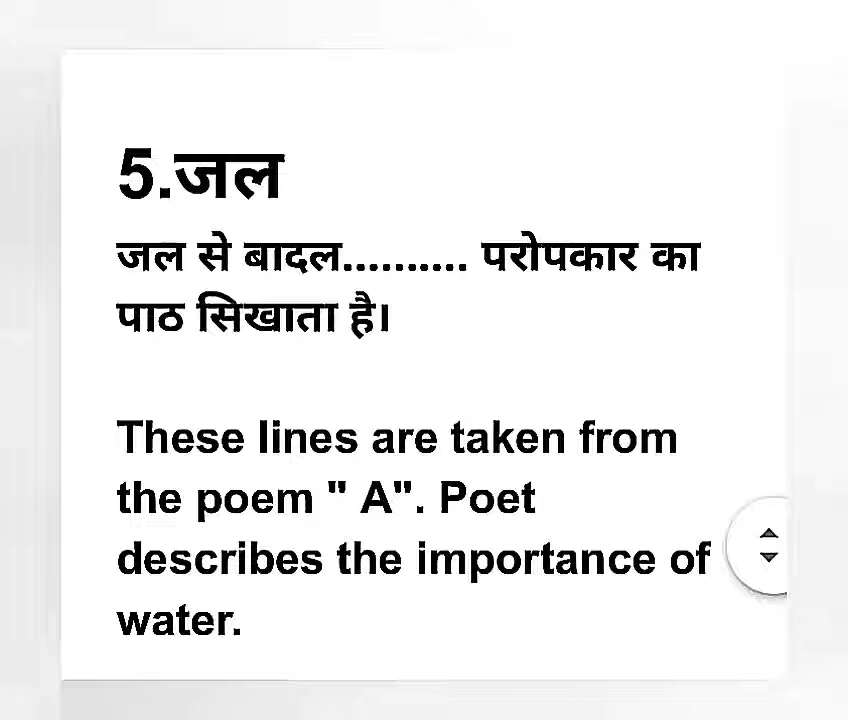 5.जल
जल से बादल.......... परोपकार का
पाठ सिखाता है।
These lines are taken from
the poem " A". Poet
describes the importance of
water.